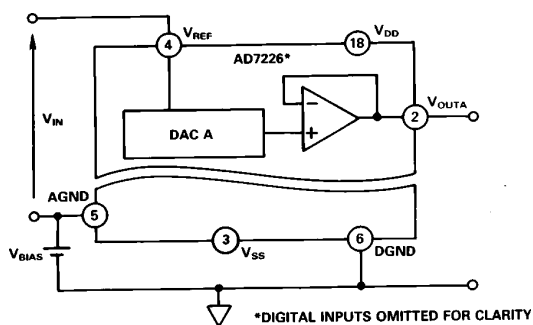 4
VREF
AD7226*
18
VDD
VIN
DAC A
−
+
2
VOUTA
AGND
5
VBIAS
3
VSS
6
DGND
*DIGITAL INPUTS OMITTED FOR CLARITY